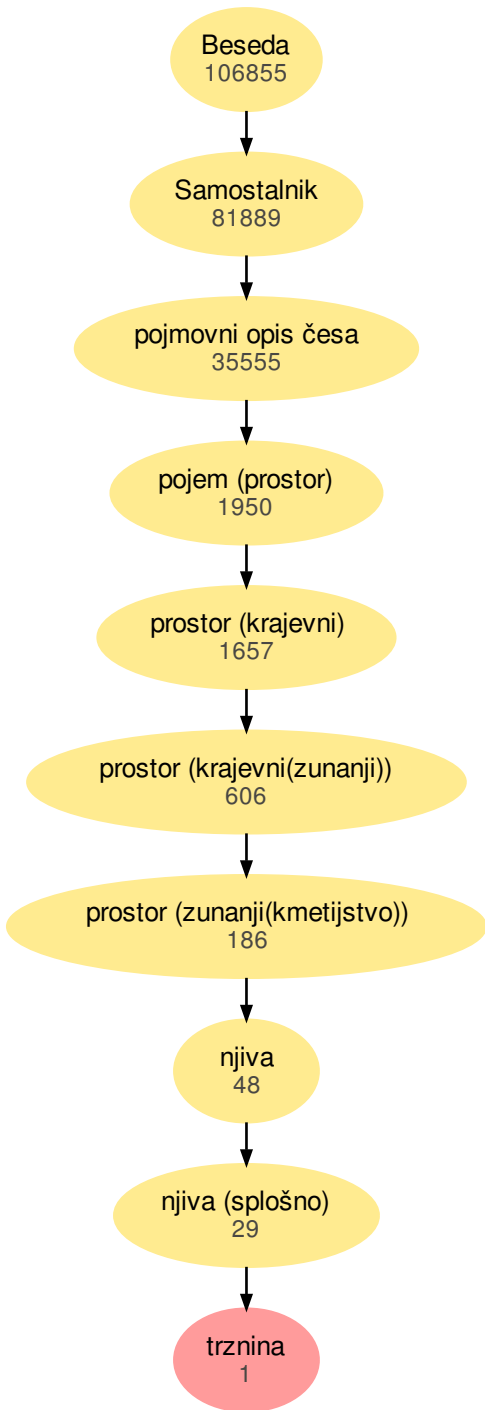 Beseda
106855
Samostalnik
81889
pojmovni opis česa
35555
pojem (prostor)
1950
prostor (krajevni)
1657
prostor (krajevni(zunanji))
606
prostor (zunanji(kmetijstvo))
186
njiva
48
njiva (splošno)
29
trznina
1